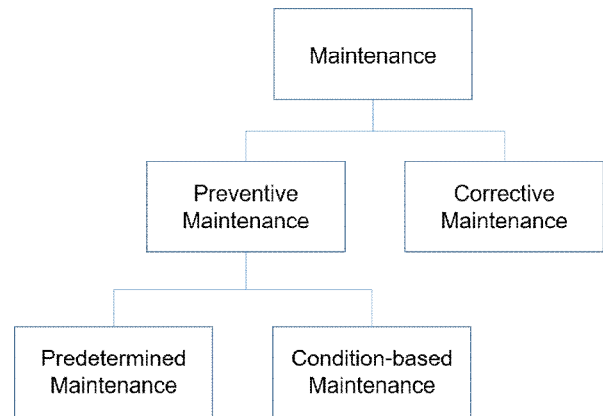 Maintenance
Preventive
Maintenance
Corrective
Maintenance
Predetermined
Maintenance
Condition-based
Maintenance